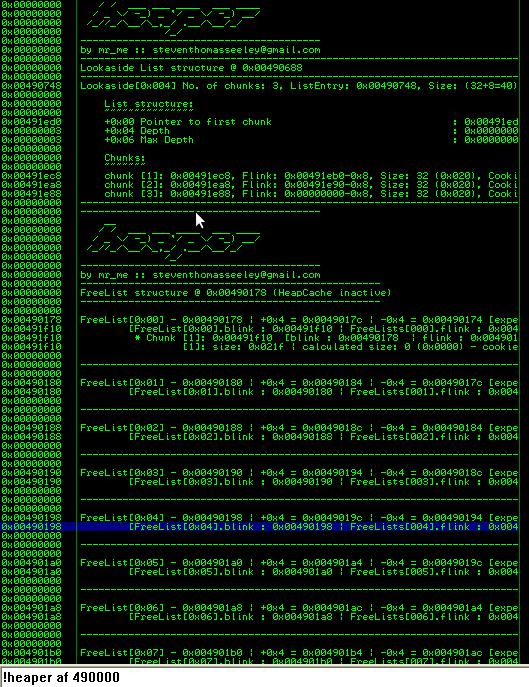 0x00000000
0x00000000 by mr_me :: steventhomasseeley@gmail.com
0x00000000
0x00000000 Lookaside List structure @ 0x00490688
0x00000000
0x00490748 Lookaside[0x004] No. of chunks: 3, ListEntry: 0x00490748, Size: (32+8=40)
0x00000000
0x00000000 List structure:
0x00000000 ~~~~~~~~~~~~~~~
0x00491ed0 +0x00 Pointer to first chunk : 0x00491ed
0x00000003 +0x04 Depth : 0x0000000
0x00000000 +0x06 Max Depth : 0x0000000
0x00000000
0x00000000 Chunks:
0x00000000 ~~~~~~~
0x00491ec8 chunk [1]: 0x00491ec8, Flink: 0x00491eb0-0x8, Size: 32 (0x020), Cooki
0x00491ea8 chunk [2]: 0x00491ea8, Flink: 0x00491e90-0x8, Size: 32 (0x020), Cooki
0x00491e88 chunk [3]: 0x00491e88, Flink: 0x00000000-0x8, Size: 32 (0x020), Cooki
0x00000000
0x00000000 by mr_me :: steventhomasseeley@gmail.com
0x00000000
0x00000000 FreeList structure @ 0x00490178 (HeapCache inactive)
0x00000000
0x00490178 FreeList[0x00] - 0x00490178 ¦ +0x4 = 0x0049017c ¦ -0x4 = 0x00490174 [expe
0x00491f10 [FreeList[0x00].blink : 0x00491f10 ¦ FreeLists[000].flink : 0x004
0x00491f10 * Chunk [1]: 0x00491f10 [blink : 0x00490178 ¦ flink : 0x004901
0x00491f10 [1]: size: 0x021f ¦ calculated size: 0 (0x0000) - cookie
0x00000000
0x00490180 FreeList[0x01] - 0x00490180 ¦ +0x4 = 0x00490184 ¦ -0x4 = 0x0049017c [expe
0x00490180 [FreeList[0x01].blink : 0x00490180 ¦ FreeLists[001].flink : 0x004
0x00000000
0x00490188 FreeList[0x02] - 0x00490188 ¦ +0x4 = 0x0049018c ¦ -0x4 = 0x00490184 [expe
0x00490188 [FreeList[0x02].blink : 0x00490188 ¦ FreeLists[002].flink : 0x004
0x00000000
0x00490190 FreeList[0x03] - 0x00490190 ¦ +0x4 = 0x00490194 ¦ -0x4 = 0x0049018c [expe
0x00490190 [FreeList[0x03].blink : 0x00490190 ¦ FreeLists[003].flink : 0x004
0x00000000
0x00490198 FreeList[0x04] - 0x00490198 ¦ +0x4 = 0x0049019c ¦ -0x4 = 0x00490194 [expe
0x00490198 [FreeList[0x04].blink : 0x00490198 ¦ FreeLists[004].flink : 0x004
0x00000000
0x004901a0 FreeList[0x05] - 0x004901a0 ¦ +0x4 = 0x004901a4 ¦ -0x4 = 0x0049019c [expe
0x004901a0 [FreeList[0x05].blink : 0x004901a0 ¦ FreeLists[005].flink : 0x004
0x00000000
0x004901a8 FreeList[0x06] - 0x004901a8 ¦ +0x4 = 0x004901ac ¦ -0x4 = 0x004901a4 [expe
0x004901a8 [FreeList[0x06].blink : 0x004901a8 ¦ FreeLists[006].flink : 0x004
0x00000000
0x004901b0 FreeList[0x07] - 0x004901b0 ¦ +0x4 = 0x004901b4 ¦ -0x4 = 0x004901ac [expe
0x004901b0 [FreeList[0x07].blink : 0x004901b0 ¦ FreeLists[007].flink : 0x004
!heaper af 490000